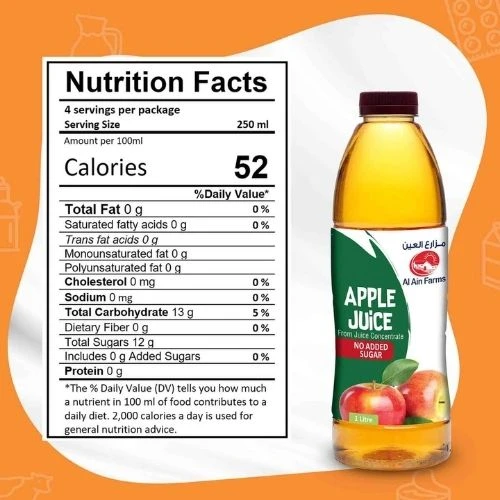 Nutrition Facts
4 servings per package
Serving Size 250 ml
Amount per 100ml
Calories 52
%Daily Value*
Total Fat 0 g 0 %
Saturated fatty acids 0 g 0 %
Trans fat acids 0 g
Monounsaturated fat 0 g
Polyunsaturated fat 0 g
Cholesterol 0 mg 0 %
Sodium 0 mg 0 %
Total Carbohydrate 13 g 5 %
Dietary Fiber 0 g 0 %
Total Sugars 12 g
Includes 0 g Added Sugars 0 %
Protein 0 g
*The % Daily Value (DV) tells you how much
a nutrient in 100 ml of food contributes to a
daily diet. 2,000 calories a day is used for
general nutrition advice.
مزارع العين
Al Ain Farms
APPLE
JUiCE
From Juice Concentrate
NO ADDED
SUGAR
1 Litre